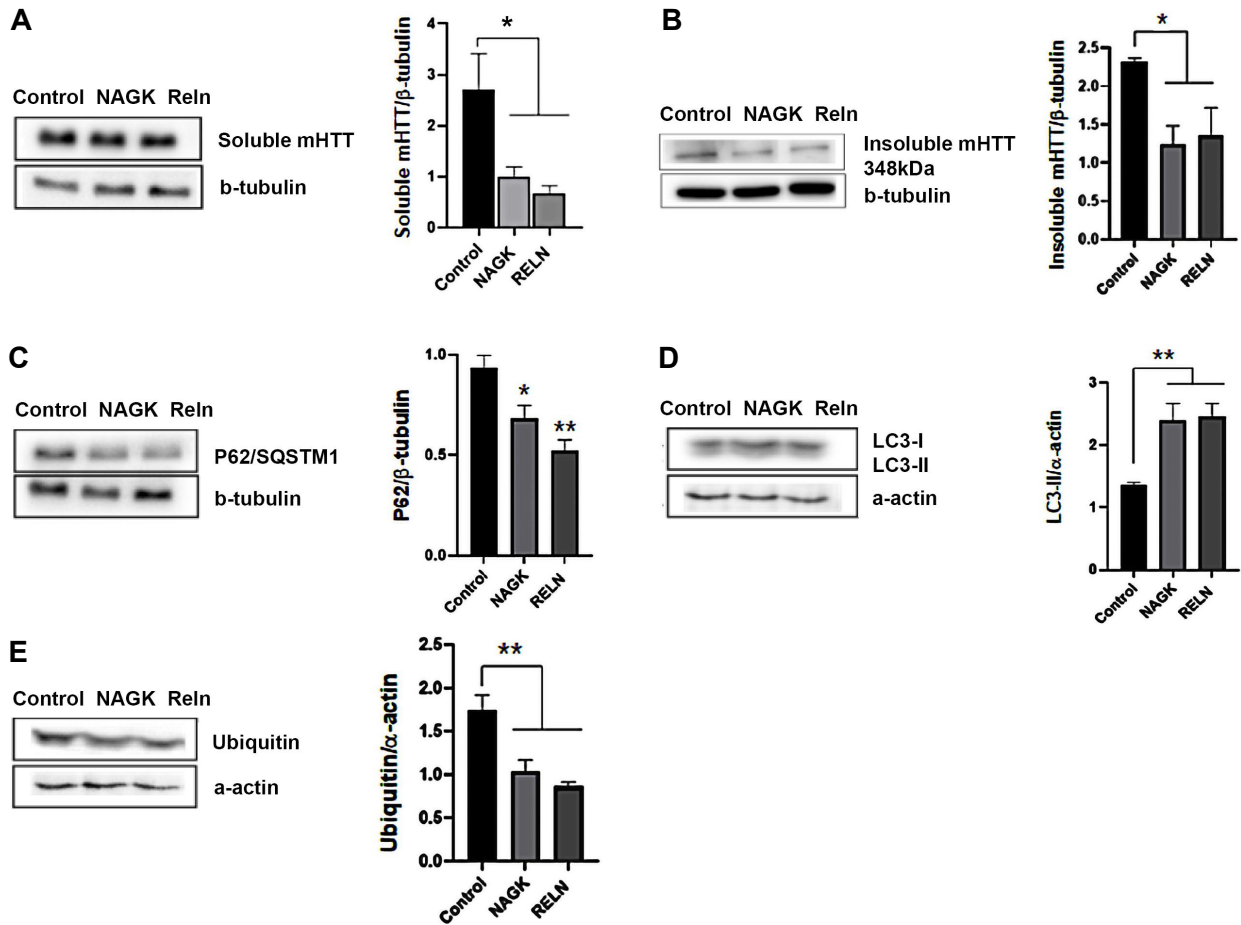 A
Control NAGK Reln
Soluble mHTT
b-tubulin
Soluble mHTT/β-tubulin
4
3
2
1
0
*
Control
NAGK
RELN
B
Control NAGK Reln
Insoluble mHTT
348kDa
b-tubulin
Insoluble mHTT/β-tubulin
2.5
2.0
1.5
1.0
0.5
0.0
*
Control
NAGK
RELN
C
Control NAGK Reln
P62/SQSTM1
b-tubulin
P62/β-tubulin
1.0
0.5
0.0
*
**
Control
NAGK
RELN
D
Control NAGK Reln
LC3-I
LC3-II
a-actin
LC3-II/α-actin
3
2
1
0
**
Control
NAGK
RELN
E
Control NAGK Reln
Ubiquitin
a-actin
Ubiquitin/α-actin
2.5
2.0
1.5
1.0
0.5
0.0
**
Control
NAGK
RELN